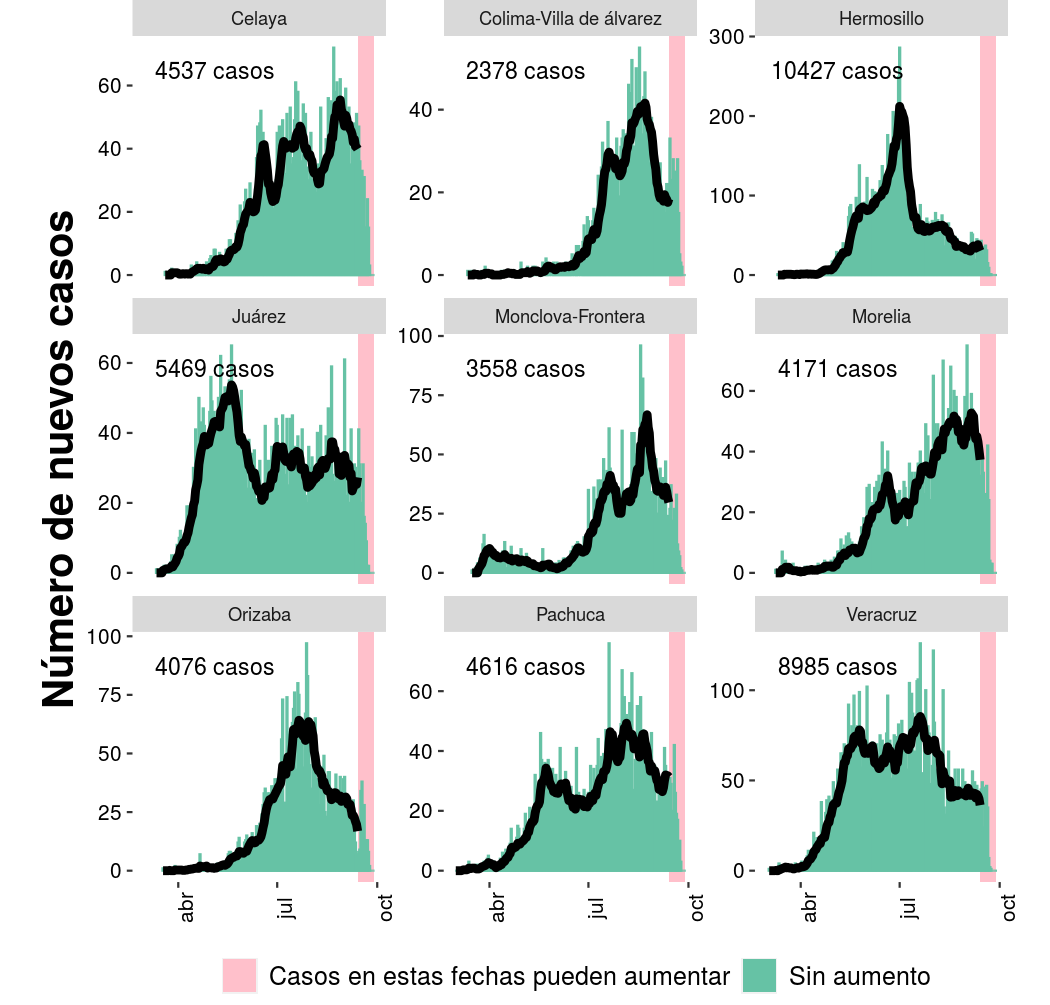 Número de nuevos casos
Celaya
Colima-Villa de álvarez
Hermosillo
4537 casos
2378 casos
10427 casos
60
40
20
0
40
20
0
300
200
100
0
Juárez
Monclova-Frontera
Morelia
5469 casos
3558 casos
4171 casos
60
40
20
0
100
75
50
25
0
60
40
20
0
Orizaba
Pachuca
Veracruz
4076 casos
4616 casos
8985 casos
100
75
50
25
0
60
40
20
0
100
50
0
abr
jul
oct
abr
jul
oct
abr
jul
oct
Casos en estas fechas pueden aumentar
Sin aumento